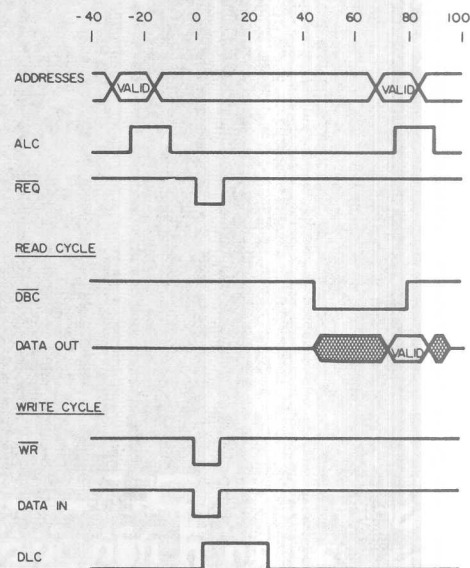 -40 -20 0 20 40 60 80 100
ADDRESSES VALID VALID
ALC
REQ
READ CYCLE
DBC
DATA OUT VALID
WRITE CYCLE
WR
DATA IN
DLC